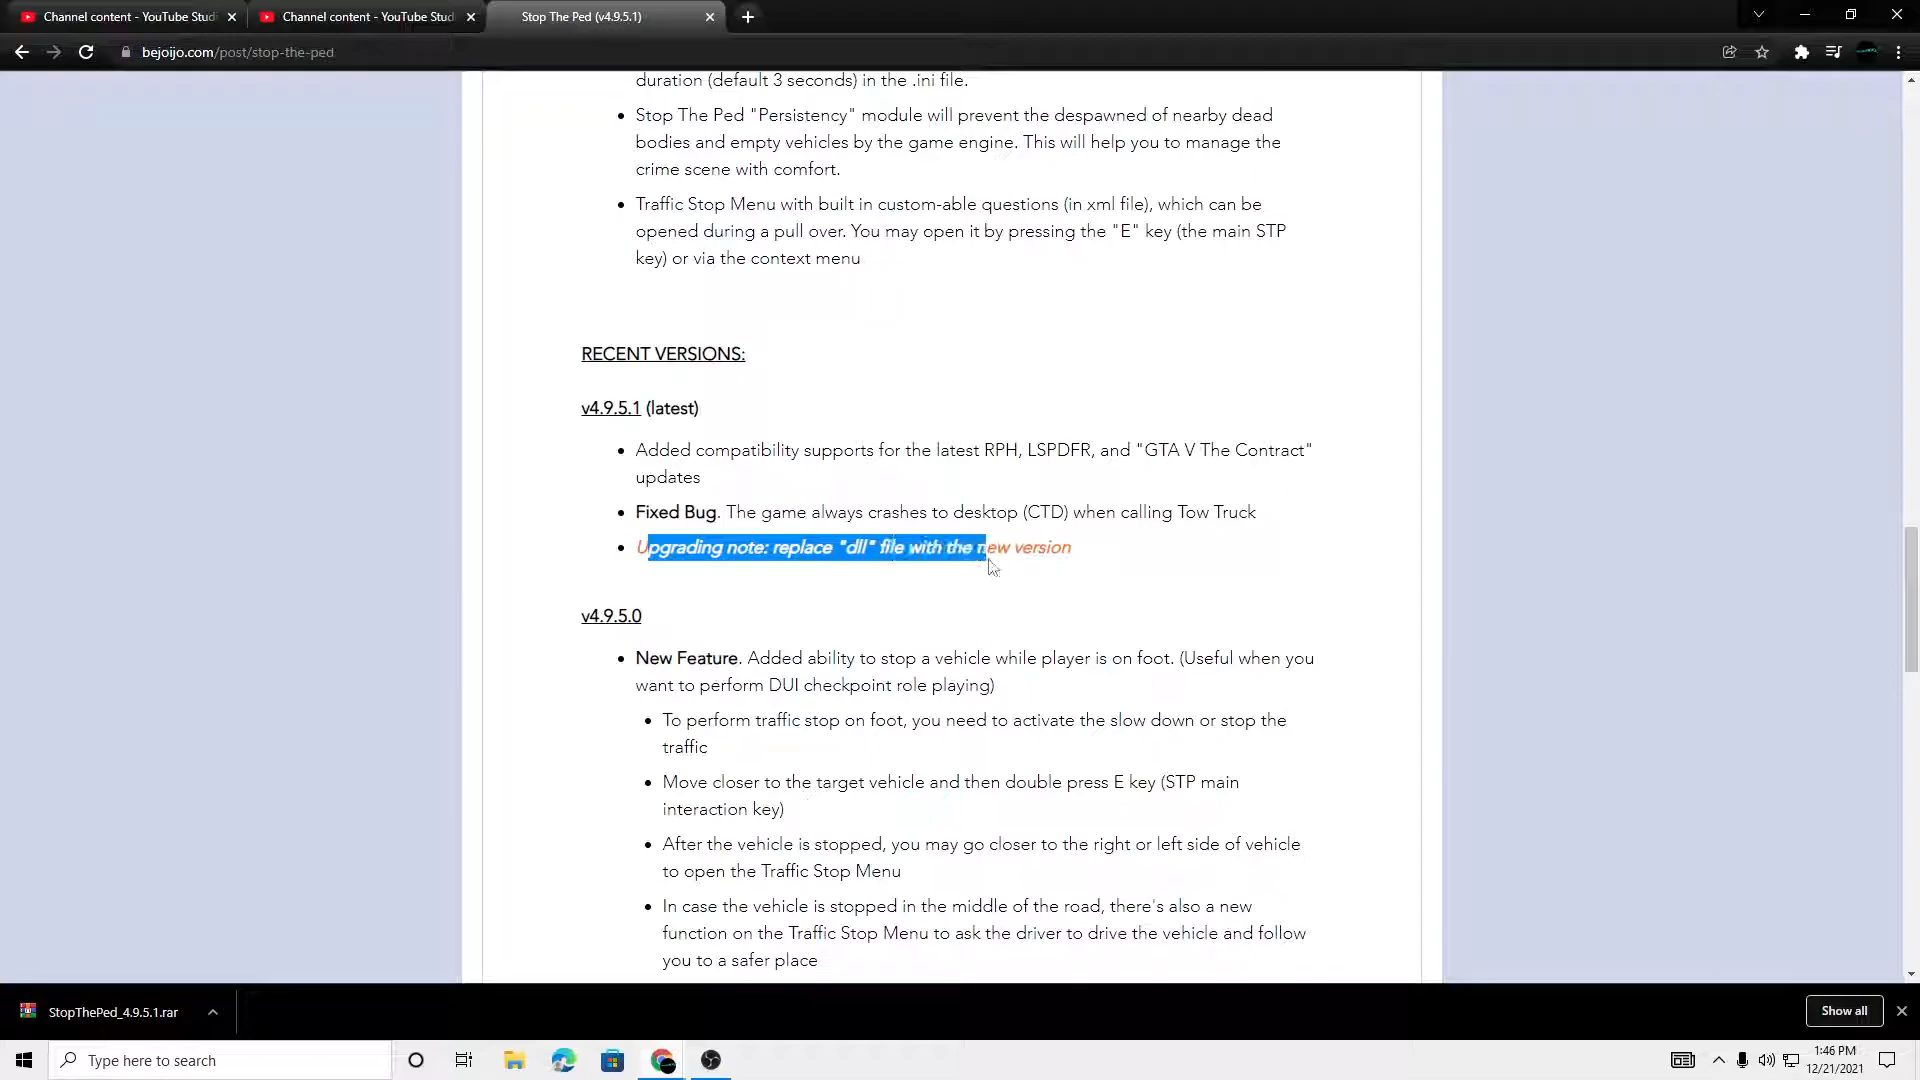 Channel content - YouTube Studi
Channel content - YouTube Studi
Stop The Ped (v4.9.5.1)
bejoijo.com/post/stop-the-ped
duration (default 3 seconds) in the .ini file.
Stop The Ped "Persistency" module will prevent the despawned of nearby dead
bodies and empty vehicles by the game engine. This will help you to manage the
crime scene with comfort.
Traffic Stop Menu with built in custom-able questions (in xml file), which can be
opened during a pull over. You may open it by pressing the "E" key (the main STP
key) or via the context menu
RECENT VERSIONS:
v4.9.5.1 (latest)
Added compatibility supports for the latest RPH, LSPDFR, and "GTA V The Contract"
updates
Fixed Bug. The game always crashes to desktop (CTD) when calling Tow Truck
Upgrading note: replace "dll" file with the new version
v4.9.5.0
New Feature. Added ability to stop a vehicle while player is on foot. (Useful when you
want to perform DUI checkpoint role playing)
To perform traffic stop on foot, you need to activate the slow down or stop the
traffic
Move closer to the target vehicle and then double press E key (STP main
interaction key)
After the vehicle is stopped, you may go closer to the right or left side of vehicle
to open the Traffic Stop Menu
In case the vehicle is stopped in the middle of the road, there's also a new
function on the Traffic Stop Menu to ask the driver to drive the vehicle and follow
you to a safer place
StopThePed_4.9.5.1.rar
Show all
Type here to search
1:46 PM
12/21/2021